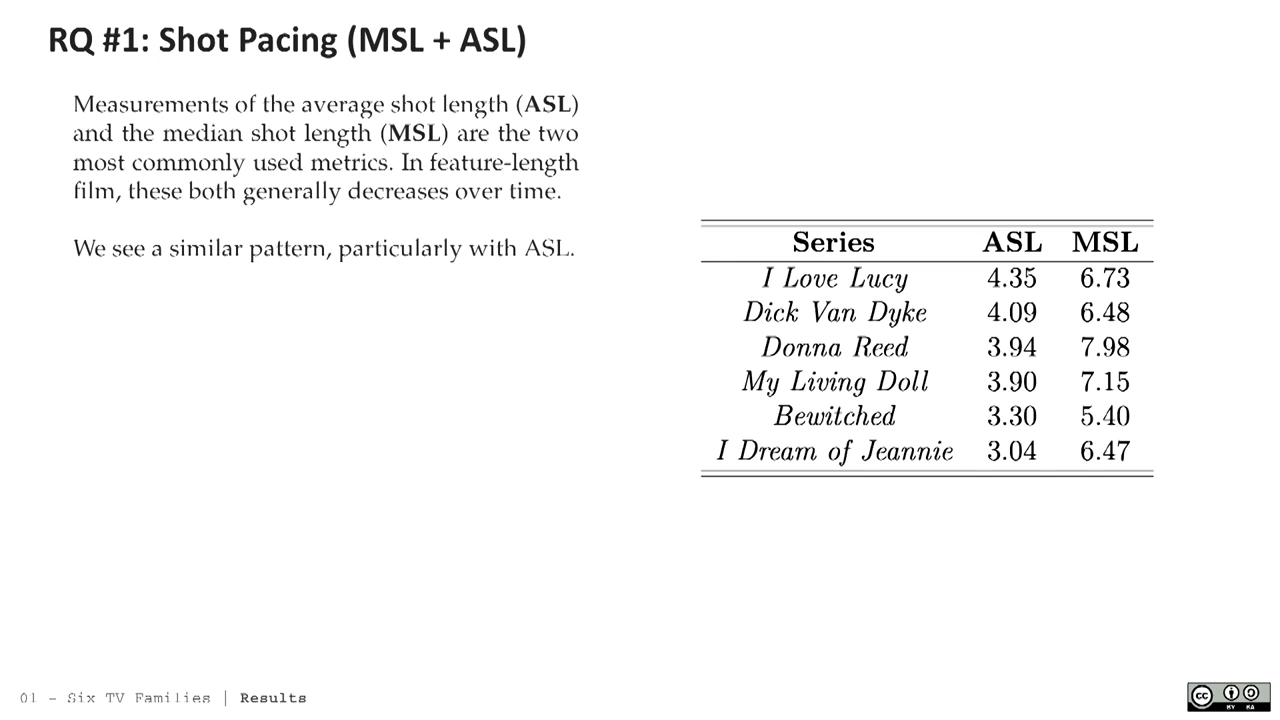 RQ #1: Shot Pacing (MSL + ASL)
Measurements of the average shot length (ASL)
and the median shot length (MSL) are the two
most commonly used metrics. In feature-length
film, these both generally decreases over time.
We see a similar pattern, particularly with ASL.
Series ASL MSL
I Love Lucy 4.35 6.73
Dick Van Dyke 4.09 6.48
Donna Reed 3.94 7.98
My Living Doll 3.90 7.15
Bewitched 3.30 5.40
I Dream of Jeannie 3.04 6.47
01 - Six TV Families | Results
cc